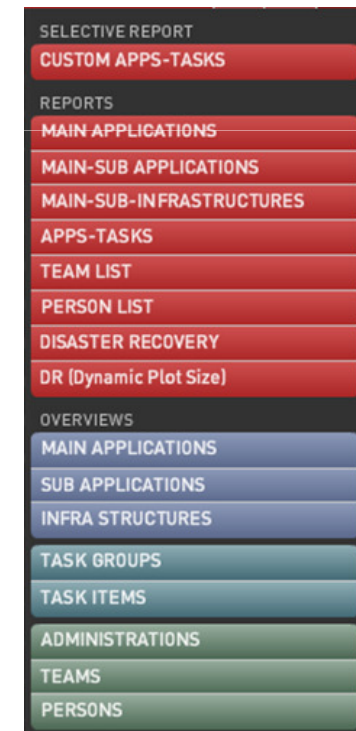 SELECTIVE REPORT
CUSTOM APPS-TASKS
REPORTS
MAIN APPLICATIONS
MAIN-SUB APPLICATIONS
MAIN-SUB-INFRASTRUCTURES
APPS-TASKS
TEAM LIST
PERSON LIST
DISASTER RECOVERY
DR (Dynamic Plot Size)
OVERVIEWS
MAIN APPLICATIONS
SUB APPLICATIONS
INFRA STRUCTURES
TASK GROUPS
TASK ITEMS
ADMINISTRATIONS
TEAMS
PERSONS